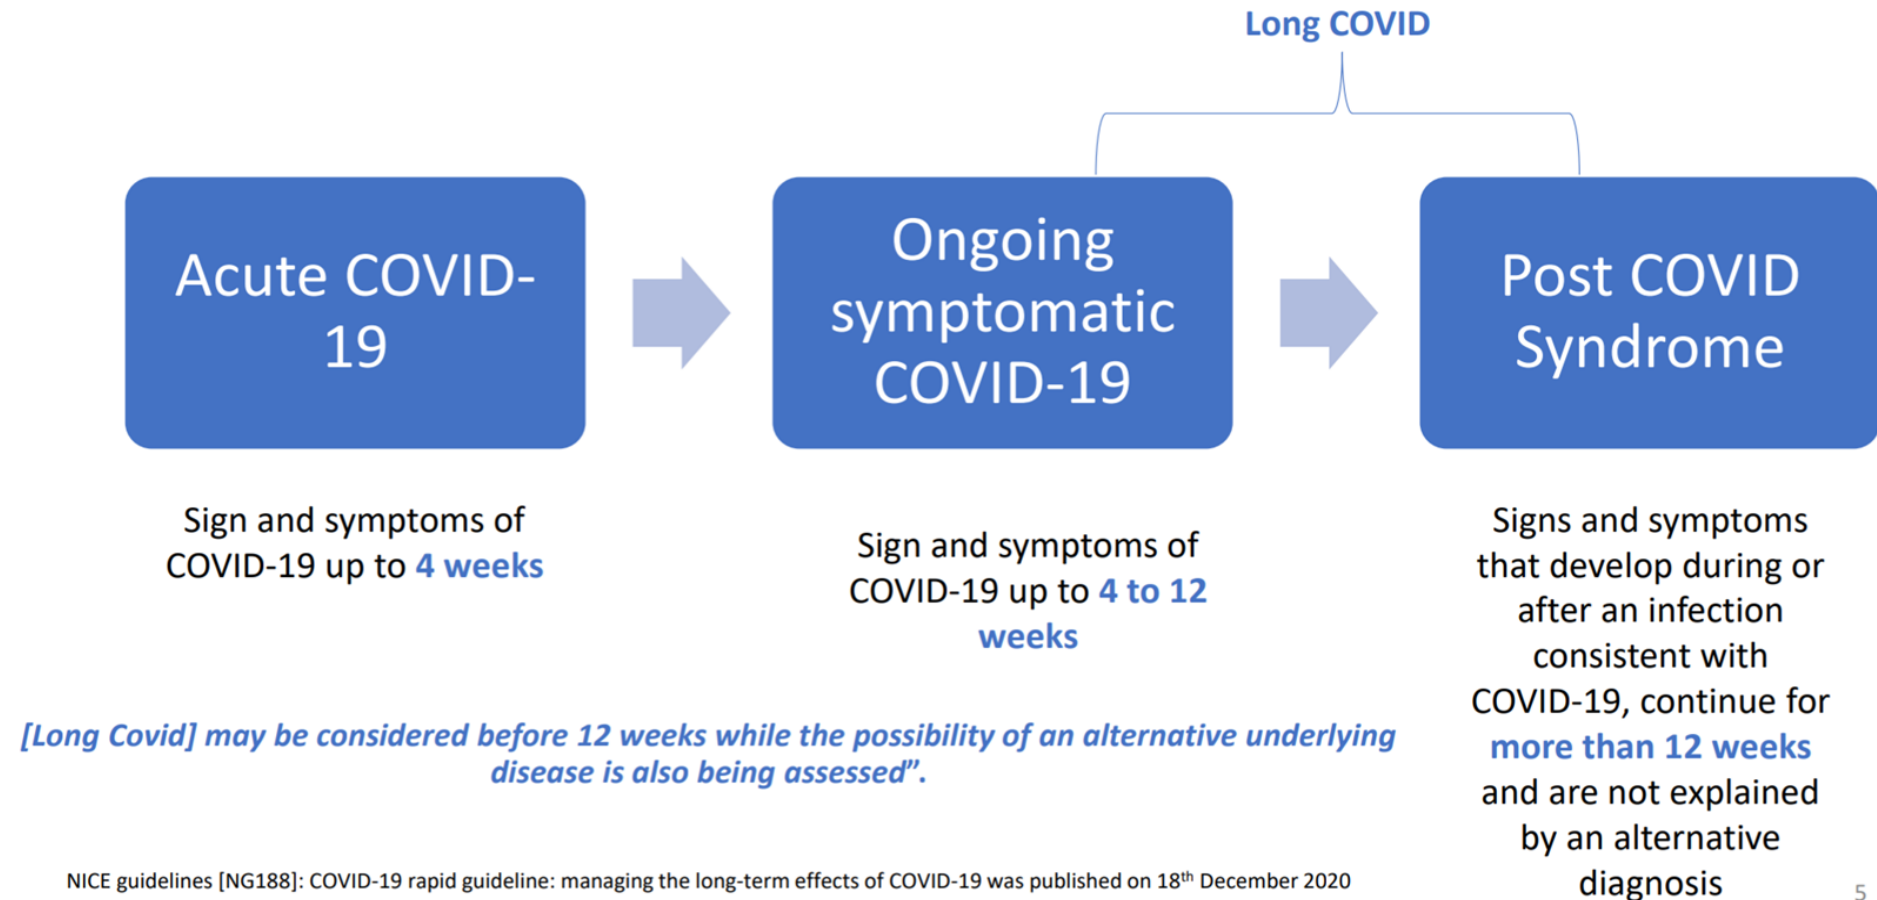 Long COVID
Acute COVID-
19
Ongoing
symptomatic
COVID-19
Post COVID
Syndrome
Sign and symptoms of
COVID-19 up to 4 weeks
Sign and symptoms of
COVID-19 up to 4 to 12
weeks
Signs and symptoms
that develop during or
after an infection
consistent with
COVID-19, continue for
more than 12 weeks
and are not explained
by an alternative
diagnosis
[Long Covid] may be considered before 12 weeks while the possibility of an alternative underlying
disease is also being assessed”.
NICE guidelines [NG188]: COVID-19 rapid guideline: managing the long-term effects of COVID-19 was published on 18th December 2020
5